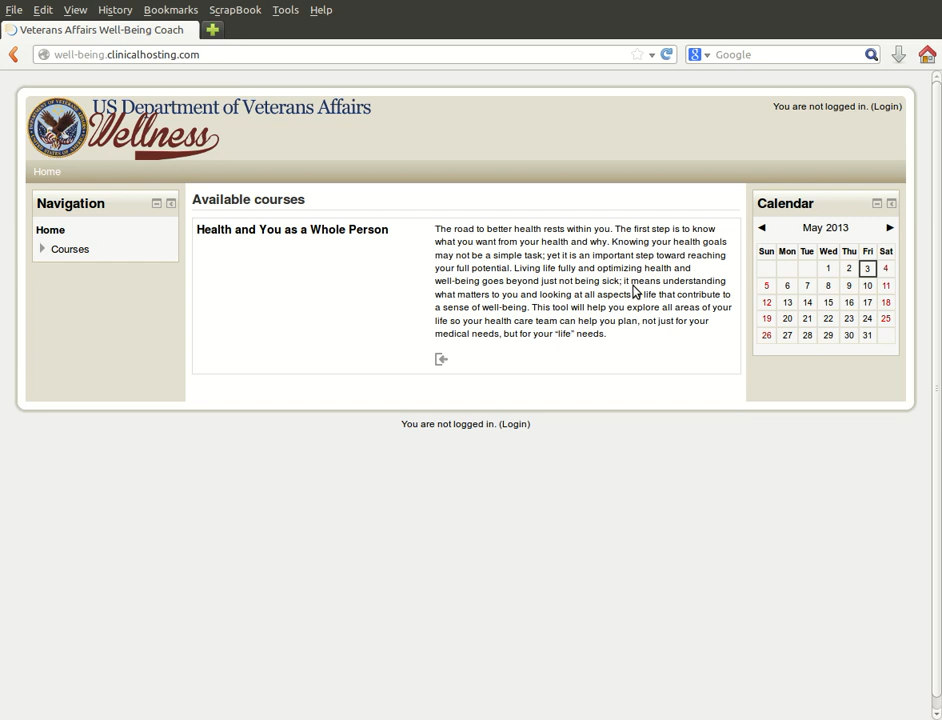 File Edit View History Bookmarks ScrapBook Tools Help
Veterans Affairs Well-Being Coach
well-being.clinicalhosting.com
Google
US Department of Veterans Affairs
Wellness
You are not logged in. (Login)
Home
Navigation
Home
Courses
Available courses
Health and You as a Whole Person
The road to better health rests within you. The first step is to know
what you want from your health and why. Knowing your health goals
may not be a simple task; yet it is an important step toward reaching
your full potential. Living life fully and optimizing health and
well-being goes beyond just not being sick; it means understanding
what matters to you and looking at all aspects life that contribute to
a sense of well-being. This tool will help you explore all areas of your
life so your health care team can help you plan, not just for your
medical needs, but for your “life” needs.
Calendar
May 2013
Sun Mon Tue Wed Thu Fri Sat
1 2 3 4
5 6 7 8 9 10 11
12 13 14 15 16 17 18
19 20 21 22 23 24 25
26 27 28 29 30 31
You are not logged in. (Login)